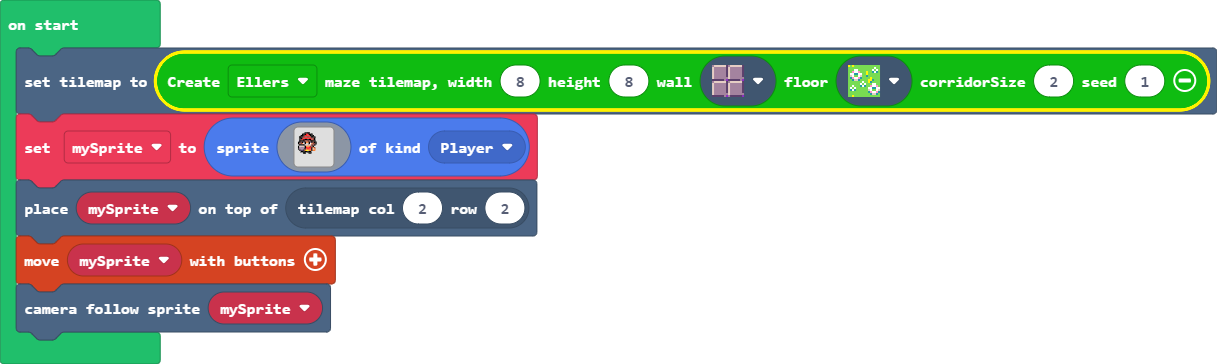 on start
set tilemap to Create Ellers maze tilemap, width 8 height 8 wall floor corridorSize 2 seed 1
set mySprite to sprite of kind Player
place mySprite on top of tilemap col 2 row 2
move mySprite with buttons
camera follow sprite mySprite